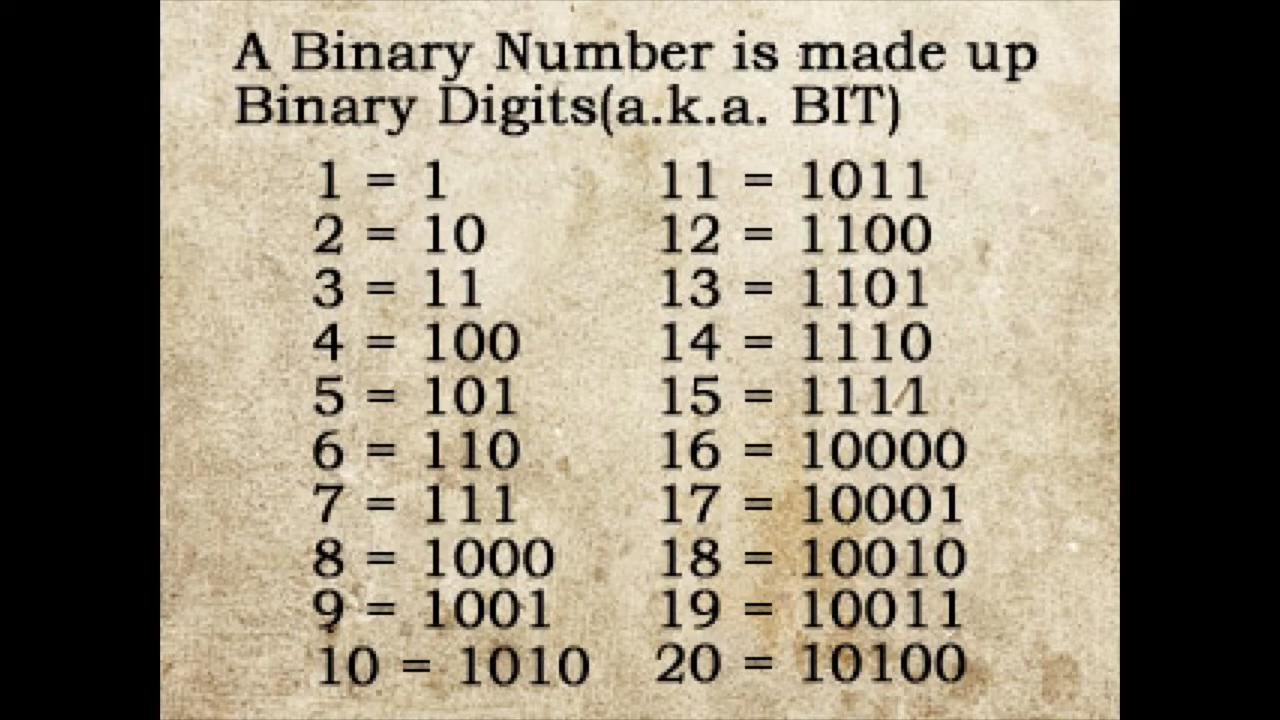 A Binary Number is made up
Binary Digits(a.k.a. BIT)
1 = 1
2 = 10
3 = 11
4 = 100
5 = 101
6 = 110
7 = 111
8 = 1000
9 = 1001
10 = 1010
11 = 1011
12 = 1100
13 = 1101
14 = 1110
15 = 1111
16 = 10000
17 = 10001
18 = 10010
19 = 10011
20 = 10100